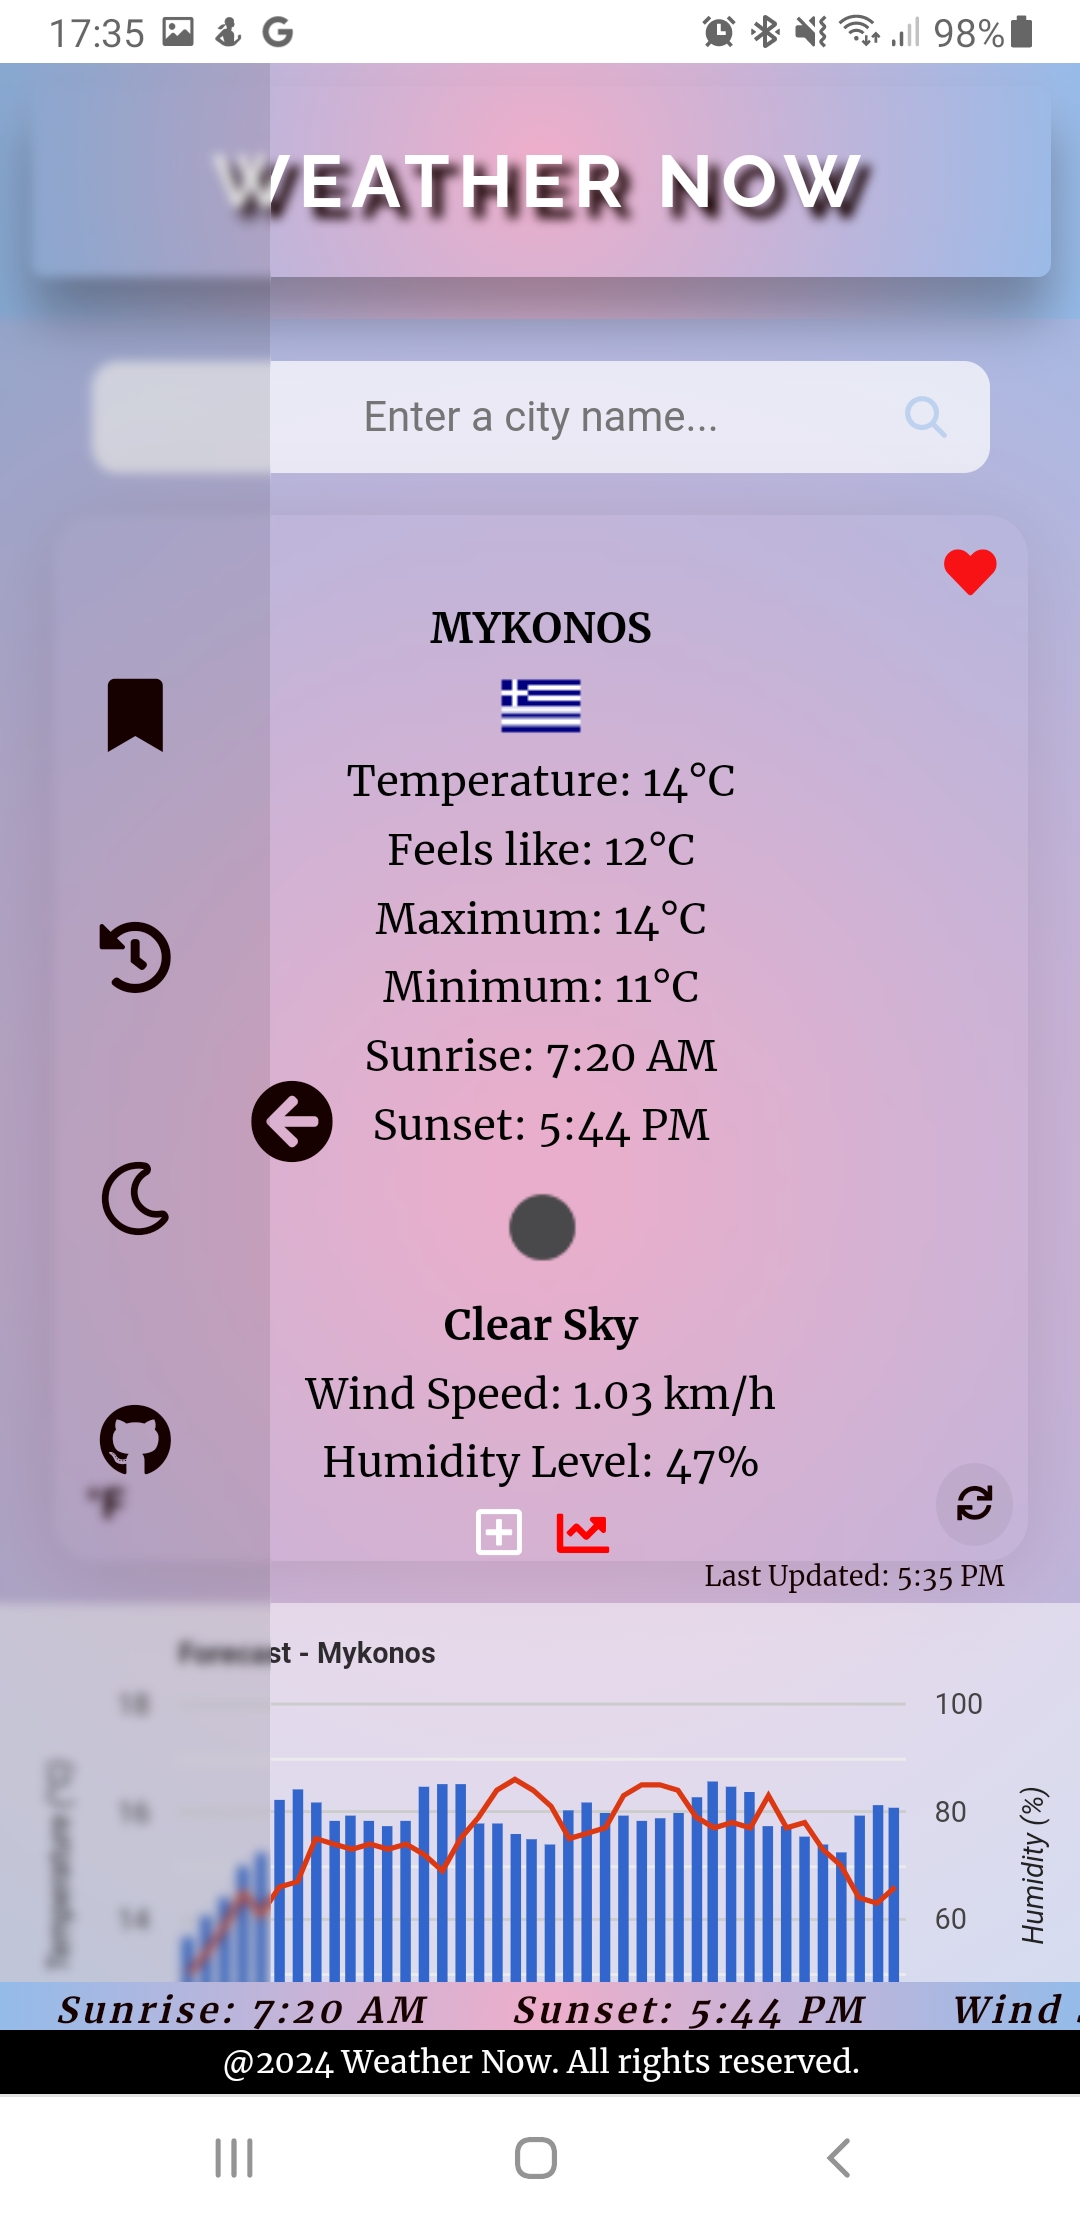 17:35 98%
WEATHER NOW
Enter a city name...
MYKONOS
Temperature: 14°C
Feels like: 12°C
Maximum: 14°C
Minimum: 11°C
Sunrise: 7:20 AM
Sunset: 5:44 PM
Clear Sky
Wind Speed: 1.03 km/h
Humidity Level: 47%
°F
Last Updated: 5:35 PM
Forecast - Mykonos
18 100
16 80
14 60
Temperature (°C)
Humidity (%)
Sunrise: 7:20 AM Sunset: 5:44 PM Wind
@2024 Weather Now. All rights reserved.